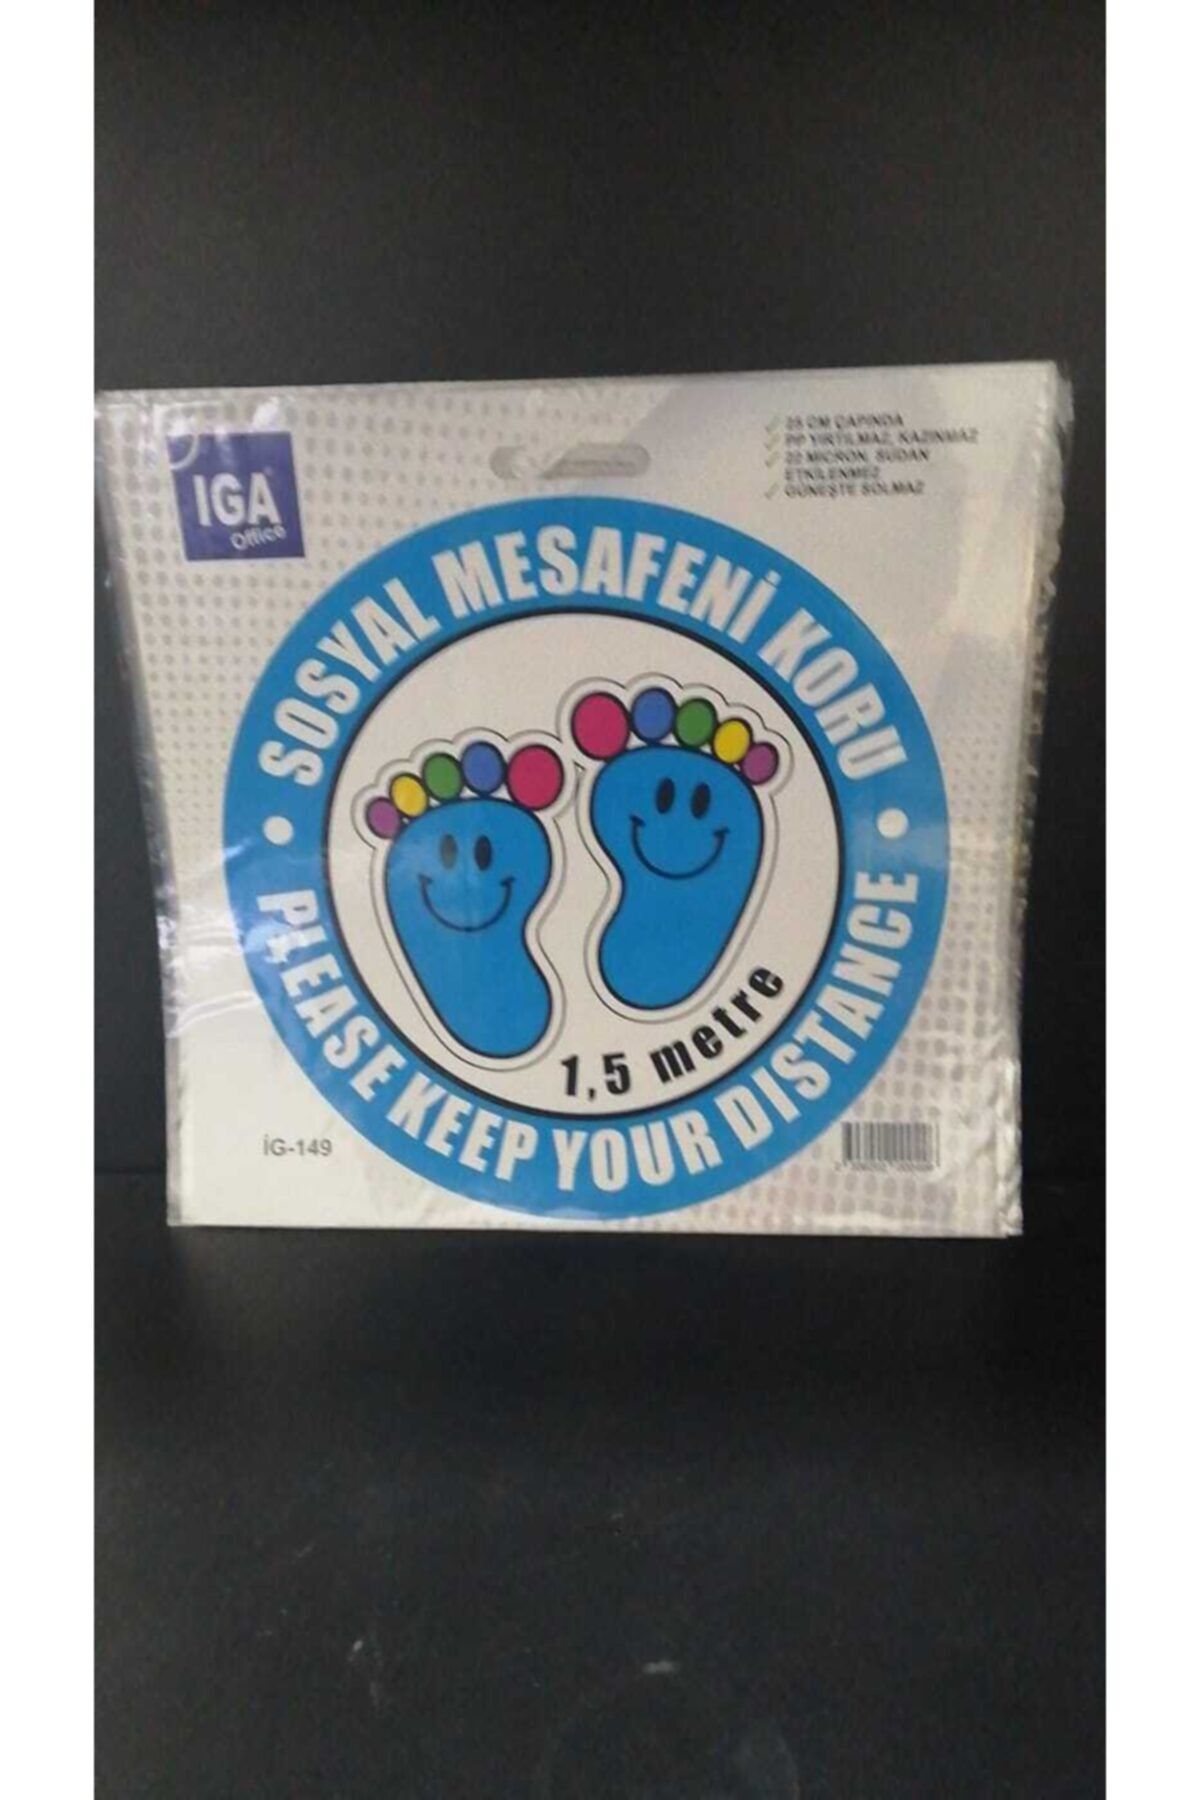 IGA
Office
25 CM ÇAPINDA
PP YIRTILMAZ, KAZINMAZ
MICRON, SUDAN
ETKİLENMEZ
GÜNEŞTE SOLMAZ
SOSYAL MESAFENİ KORU
1,5 metre
PLEASE KEEP YOUR DISTANCE
İG-149